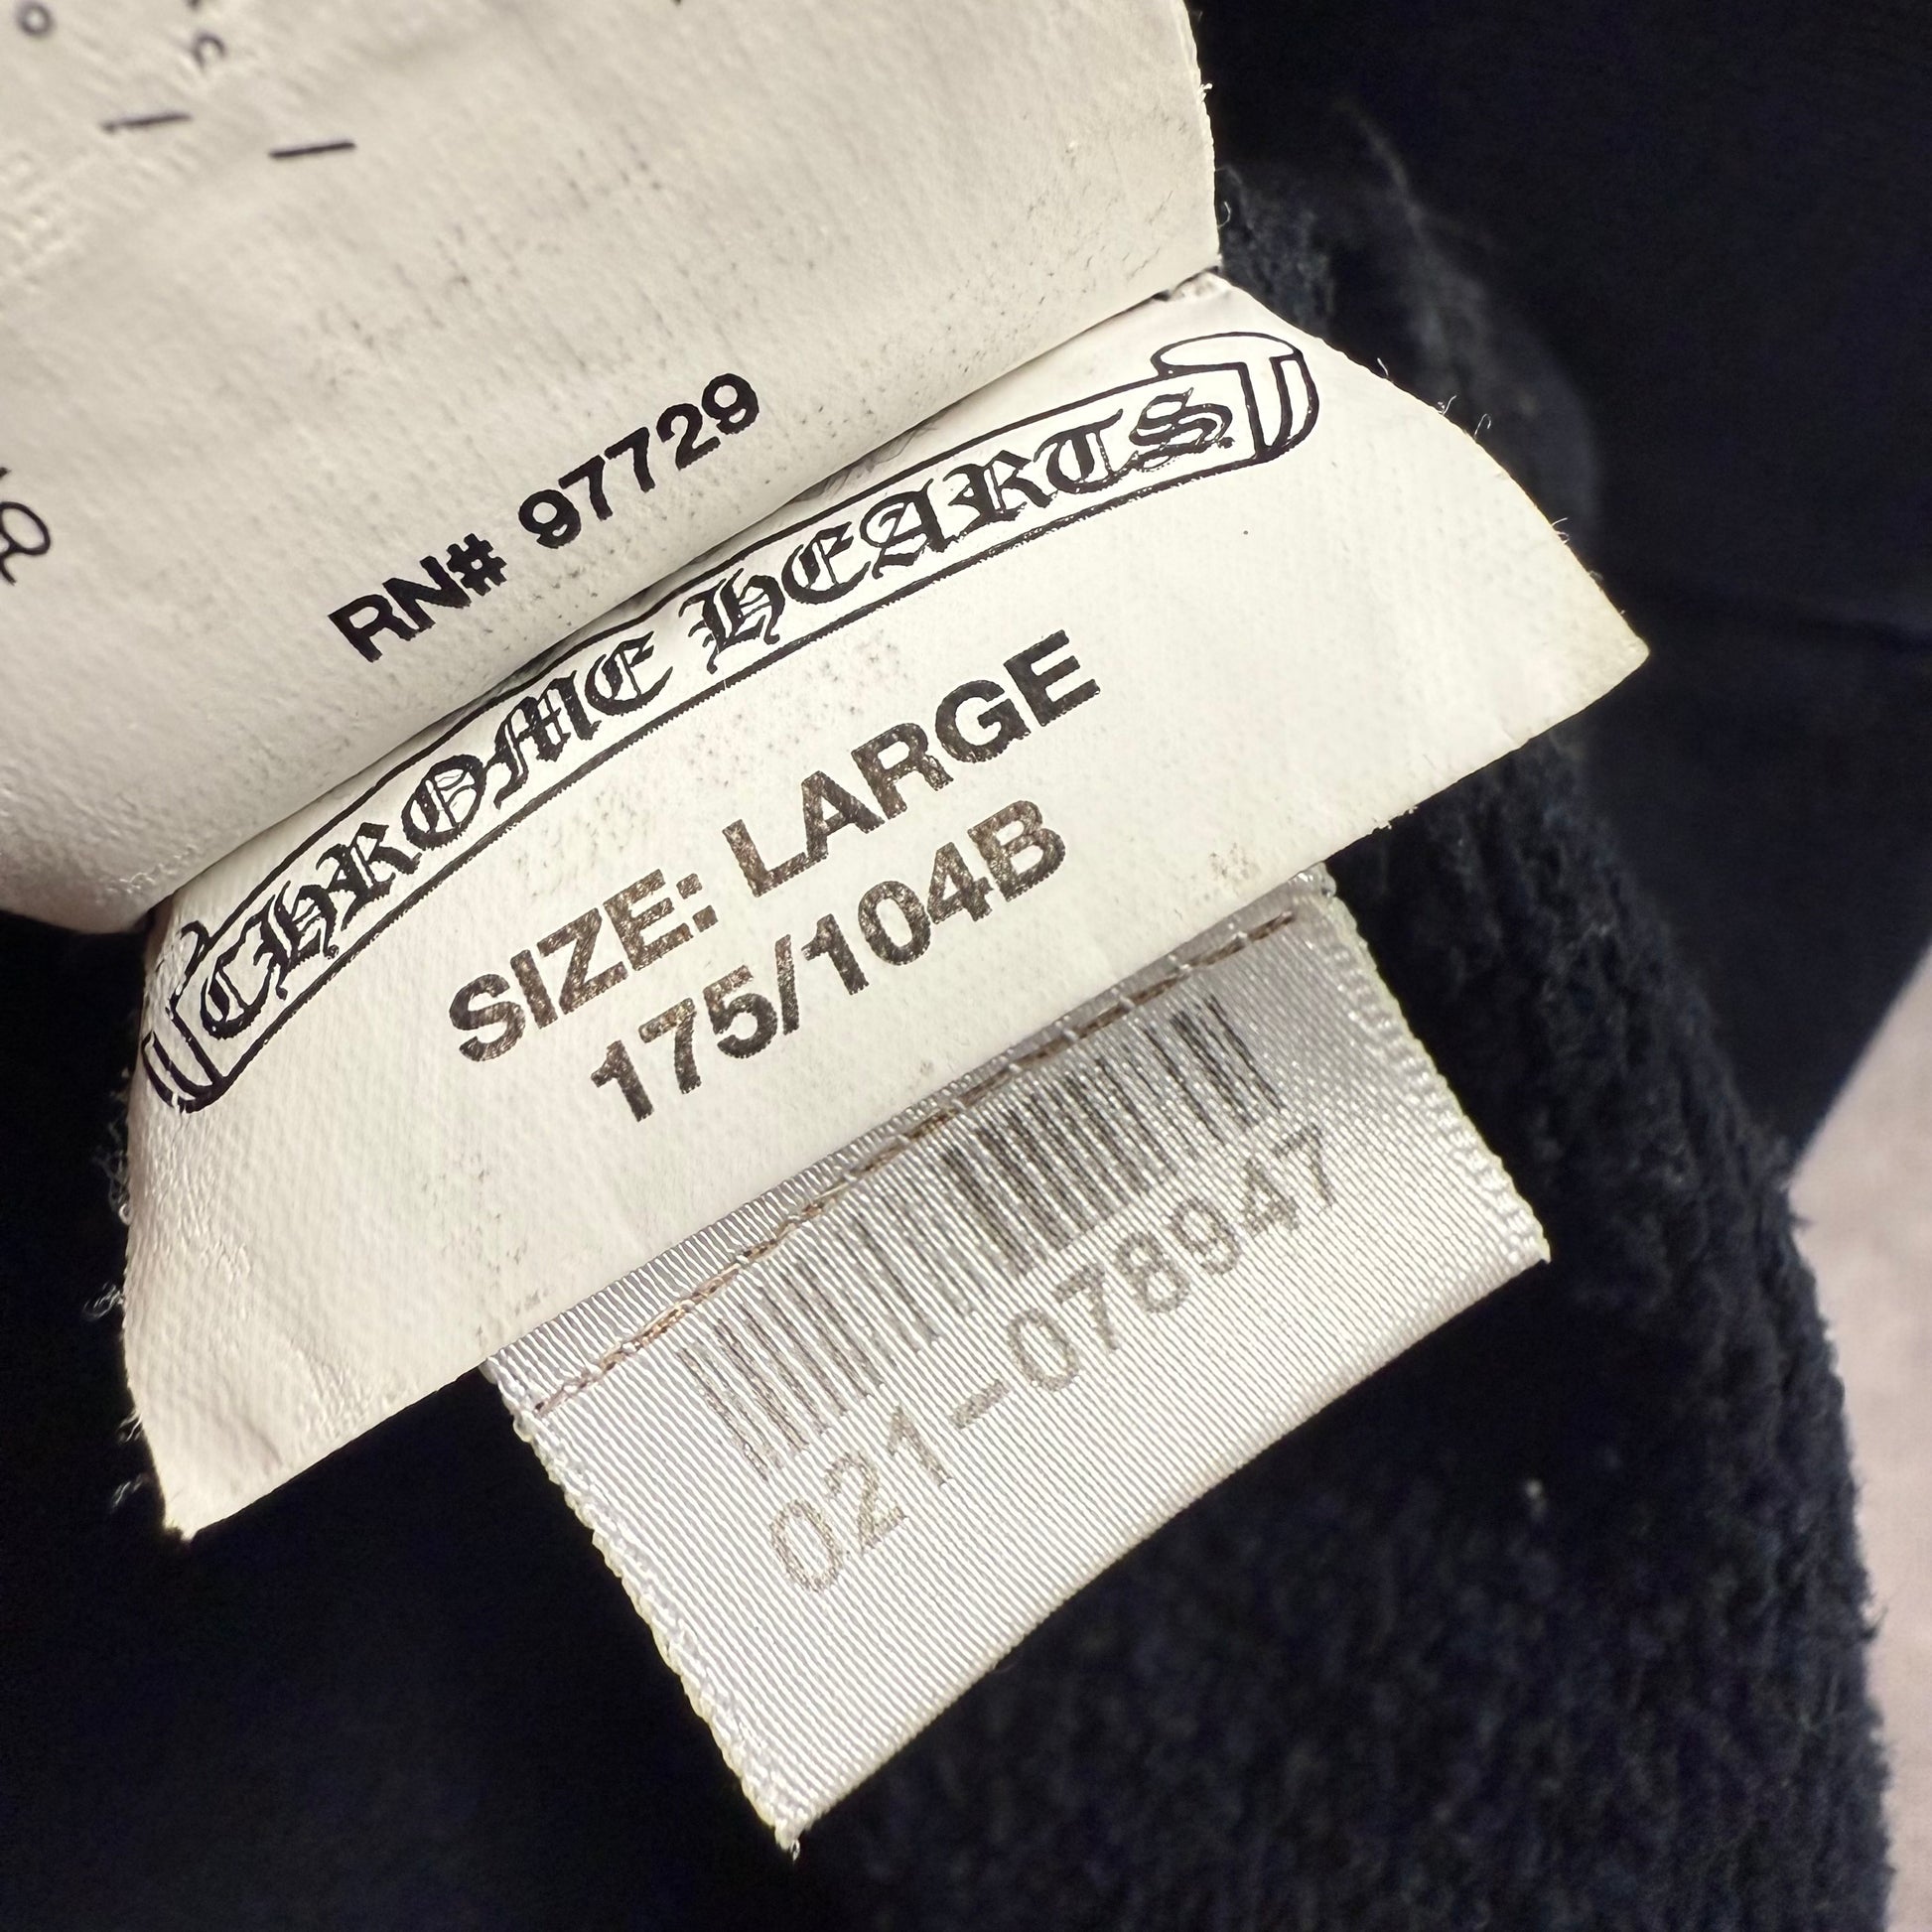 RN# 97729
CHROME HEARTS
SIZE: LARGE
175/104B
021-078947